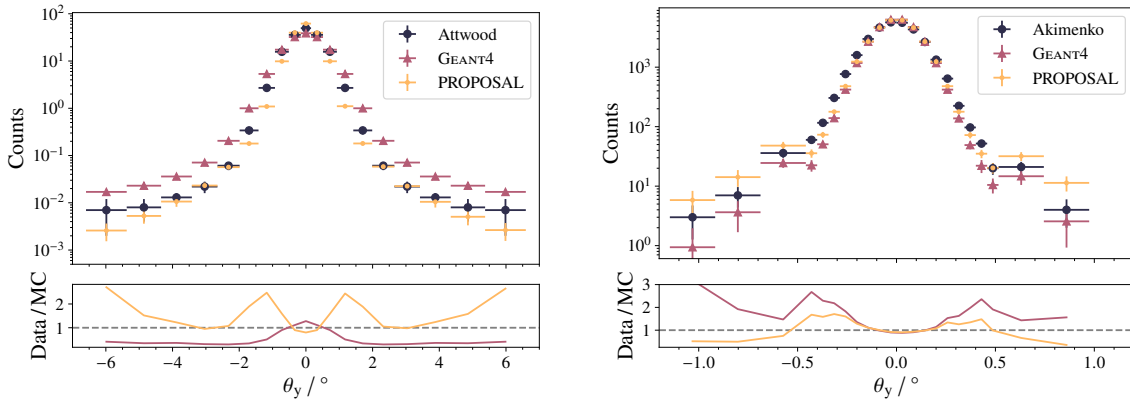 10²
10¹
10⁰
10⁻¹
10⁻²
10⁻³
Counts
Attwood
GEANT4
PROPOSAL
2
1
Data / MC
−6 −4 −2 0 2 4 6
θy / °
10³
10²
10¹
10⁰
Counts
Akimenko
GEANT4
PROPOSAL
3
2
1
Data / MC
−1.0 −0.5 0.0 0.5 1.0
θy / °